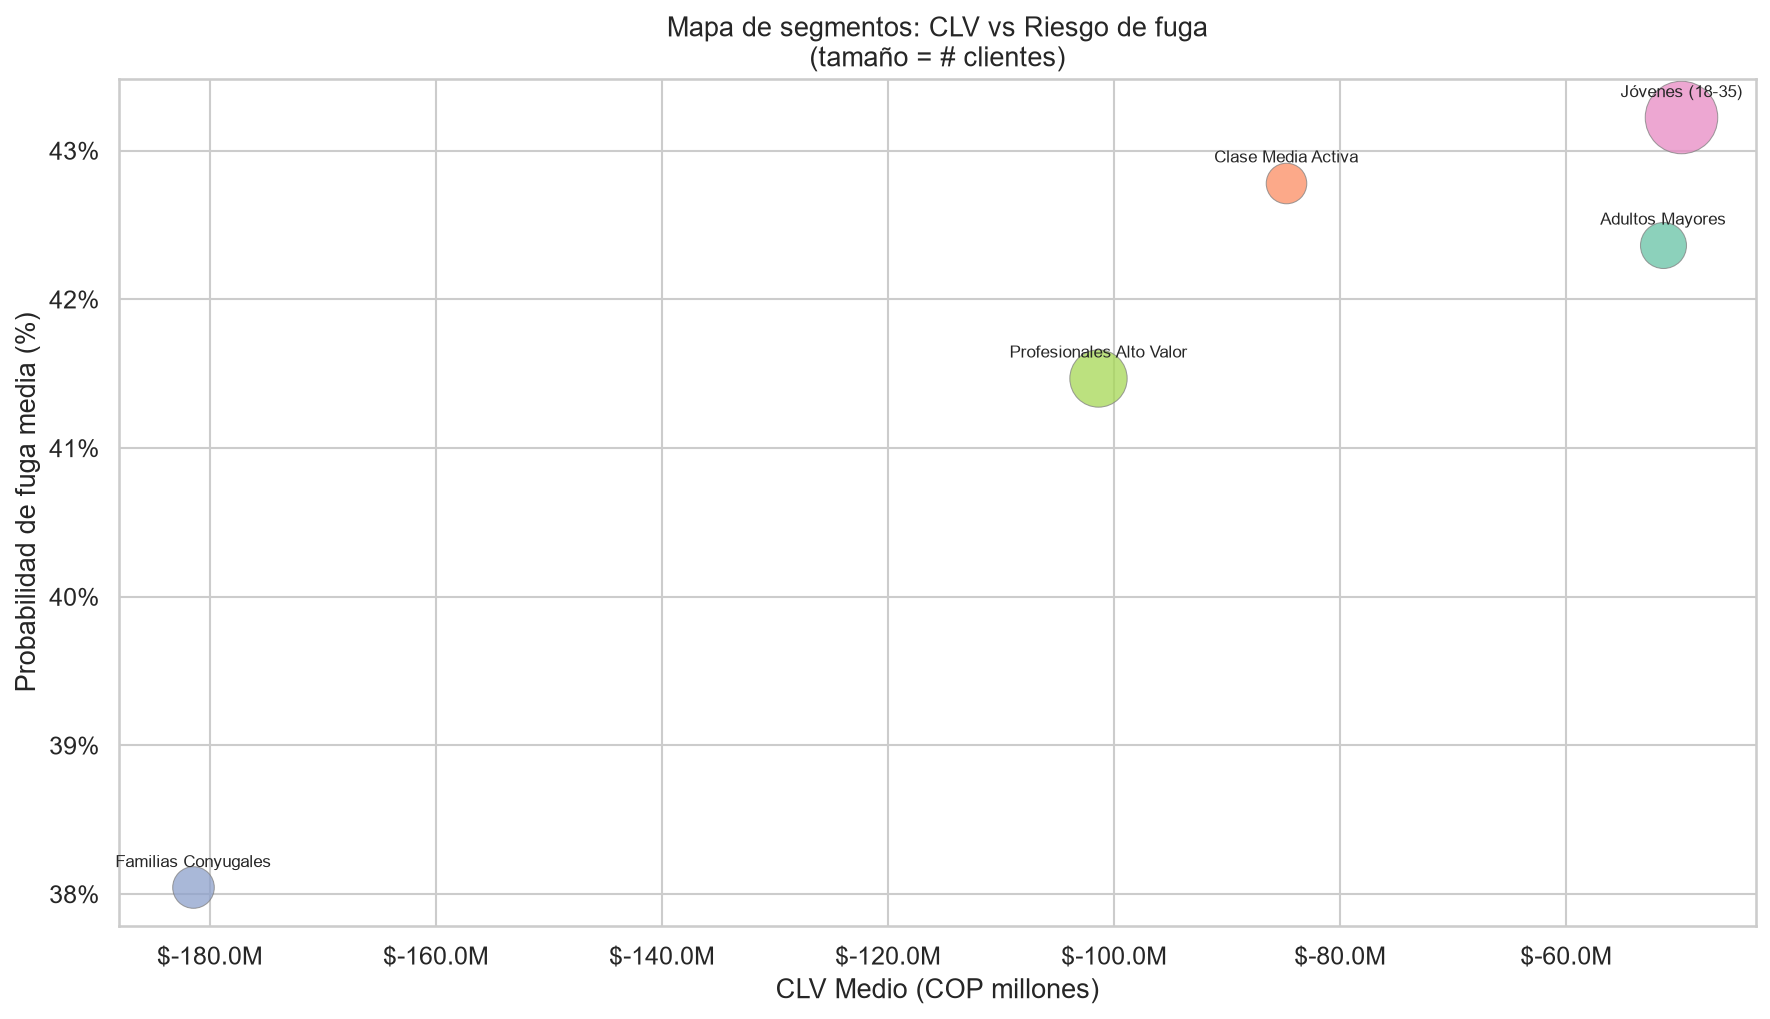 Mapa de segmentos: CLV vs Riesgo de fuga
(tamaño = # clientes)
Probabilidad de fuga media (%)
43%
42%
41%
40%
39%
38%
Jóvenes (18-35)
Clase Media Activa
Adultos Mayores
Profesionales Alto Valor
Familias Conyugales
$-180.0M
$-160.0M
$-140.0M
$-120.0M
$-100.0M
$-80.0M
$-60.0M
CLV Medio (COP millones)